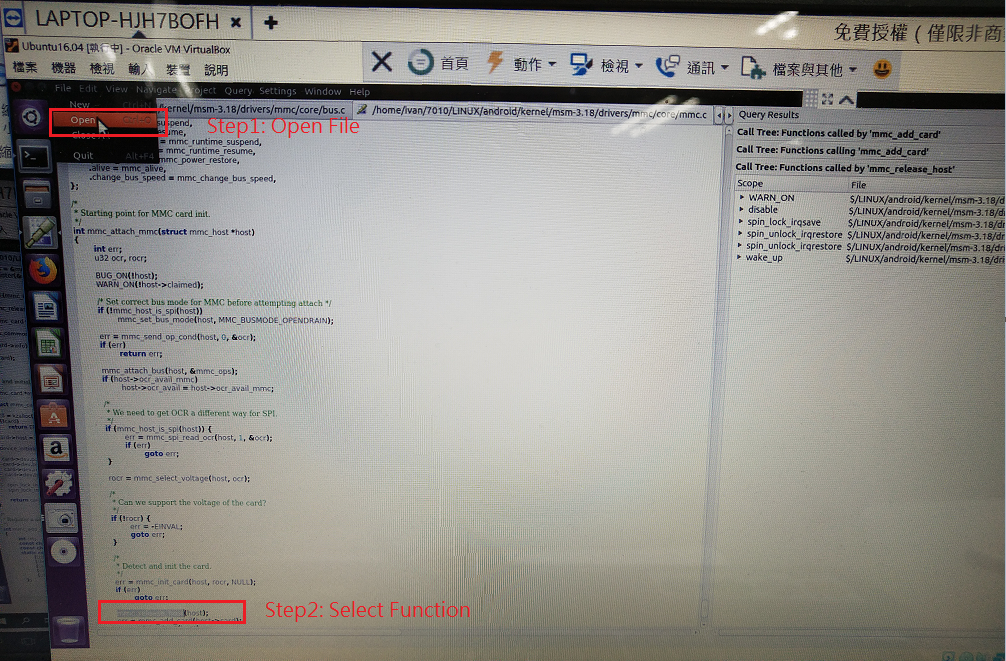 LAPTOP-HJH7BOFH
免費授權（僅限非商
Ubuntu16.04 [執行中] - Oracle VM VirtualBox
檔案 機器 檢視 輸入 裝置 說明
首頁 動作 檢視 通訊 檔案與其他
File Edit View Navigate Project Query Settings Window Help
New Ctrl+N
Open Ctrl+O
Close
Quit Alt+F4
Step1: Open File
kernel/msm-3.18/drivers/mmc/core/bus.c
/home/ivan/7010/LINUX/android/kernel/msm-3.18/drivers/mmc/core/mmc.c
= mmc_runtime_suspend,
= mmc_runtime_resume,
= mmc_power_restore,
.alive = mmc_alive,
.change_bus_speed = mmc_change_bus_speed,
};
/*
* Starting point for MMC card init.
*/
int mmc_attach_mmc(struct mmc_host *host)
{
int err;
u32 ocr, rocr;
BUG_ON(!host);
WARN_ON(!host->claimed);
/* Set correct bus mode for MMC before attempting attach */
if (!mmc_host_is_spi(host))
mmc_set_bus_mode(host, MMC_BUSMODE_OPENDRAIN);
err = mmc_send_op_cond(host, 0, &ocr);
if (err)
return err;
mmc_attach_bus(host, &mmc_ops);
if (host->ocr_avail_mmc)
host->ocr_avail = host->ocr_avail_mmc;
/*
* We need to get OCR a different way for SPI.
*/
if (mmc_host_is_spi(host)) {
err = mmc_spi_read_ocr(host, 1, &ocr);
if (err)
goto err;
}
rocr = mmc_select_voltage(host, ocr);
/*
* Can we support the voltage of the card?
*/
if (!rocr) {
err = -EINVAL;
goto err;
}
/*
* Detect and init the card.
*/
err = mmc_init_card(host, rocr, NULL);
if (err)
goto err;
(host);
err = mmc_add_card(host->card);
Step2: Select Function
Query Results
Call Tree: Functions called by 'mmc_add_card'
Call Tree: Functions calling 'mmc_add_card'
Call Tree: Functions called by 'mmc_release_host'
Scope File
WARN_ON $/LINUX/android/kernel/msm-3.18/d
disable $/LINUX/android/kernel/msm-3.18/dr
spin_lock_irqsave $/LINUX/android/kernel/msm-3.18/dr
spin_unlock_irqrestore $/LINUX/android/kernel/msm-3.18/dri
spin_unlock_irqrestore $/LINUX/android/kernel/msm-3.18/dri
wake_up $/LINUX/android/kernel/msm-3.18/dri